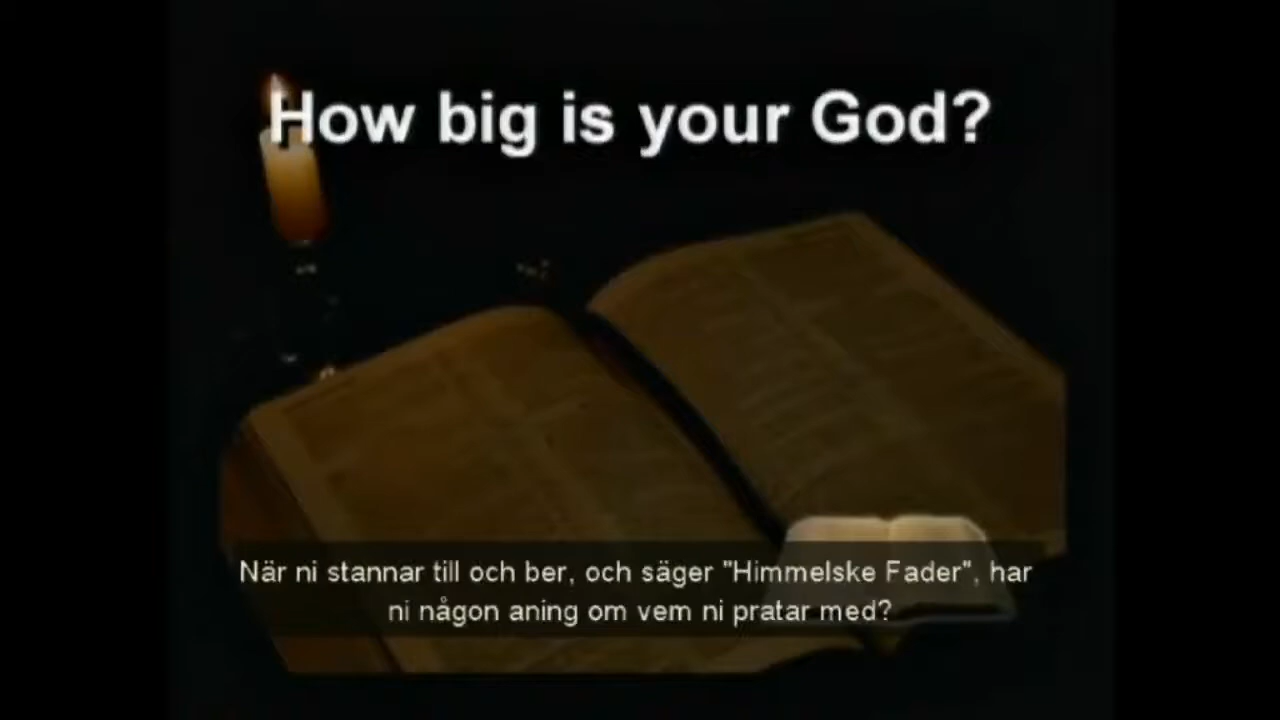 How big is your God?
När ni stannar till och ber, och säger "Himmelske Fader", har
ni någon aning om vem ni pratar med?